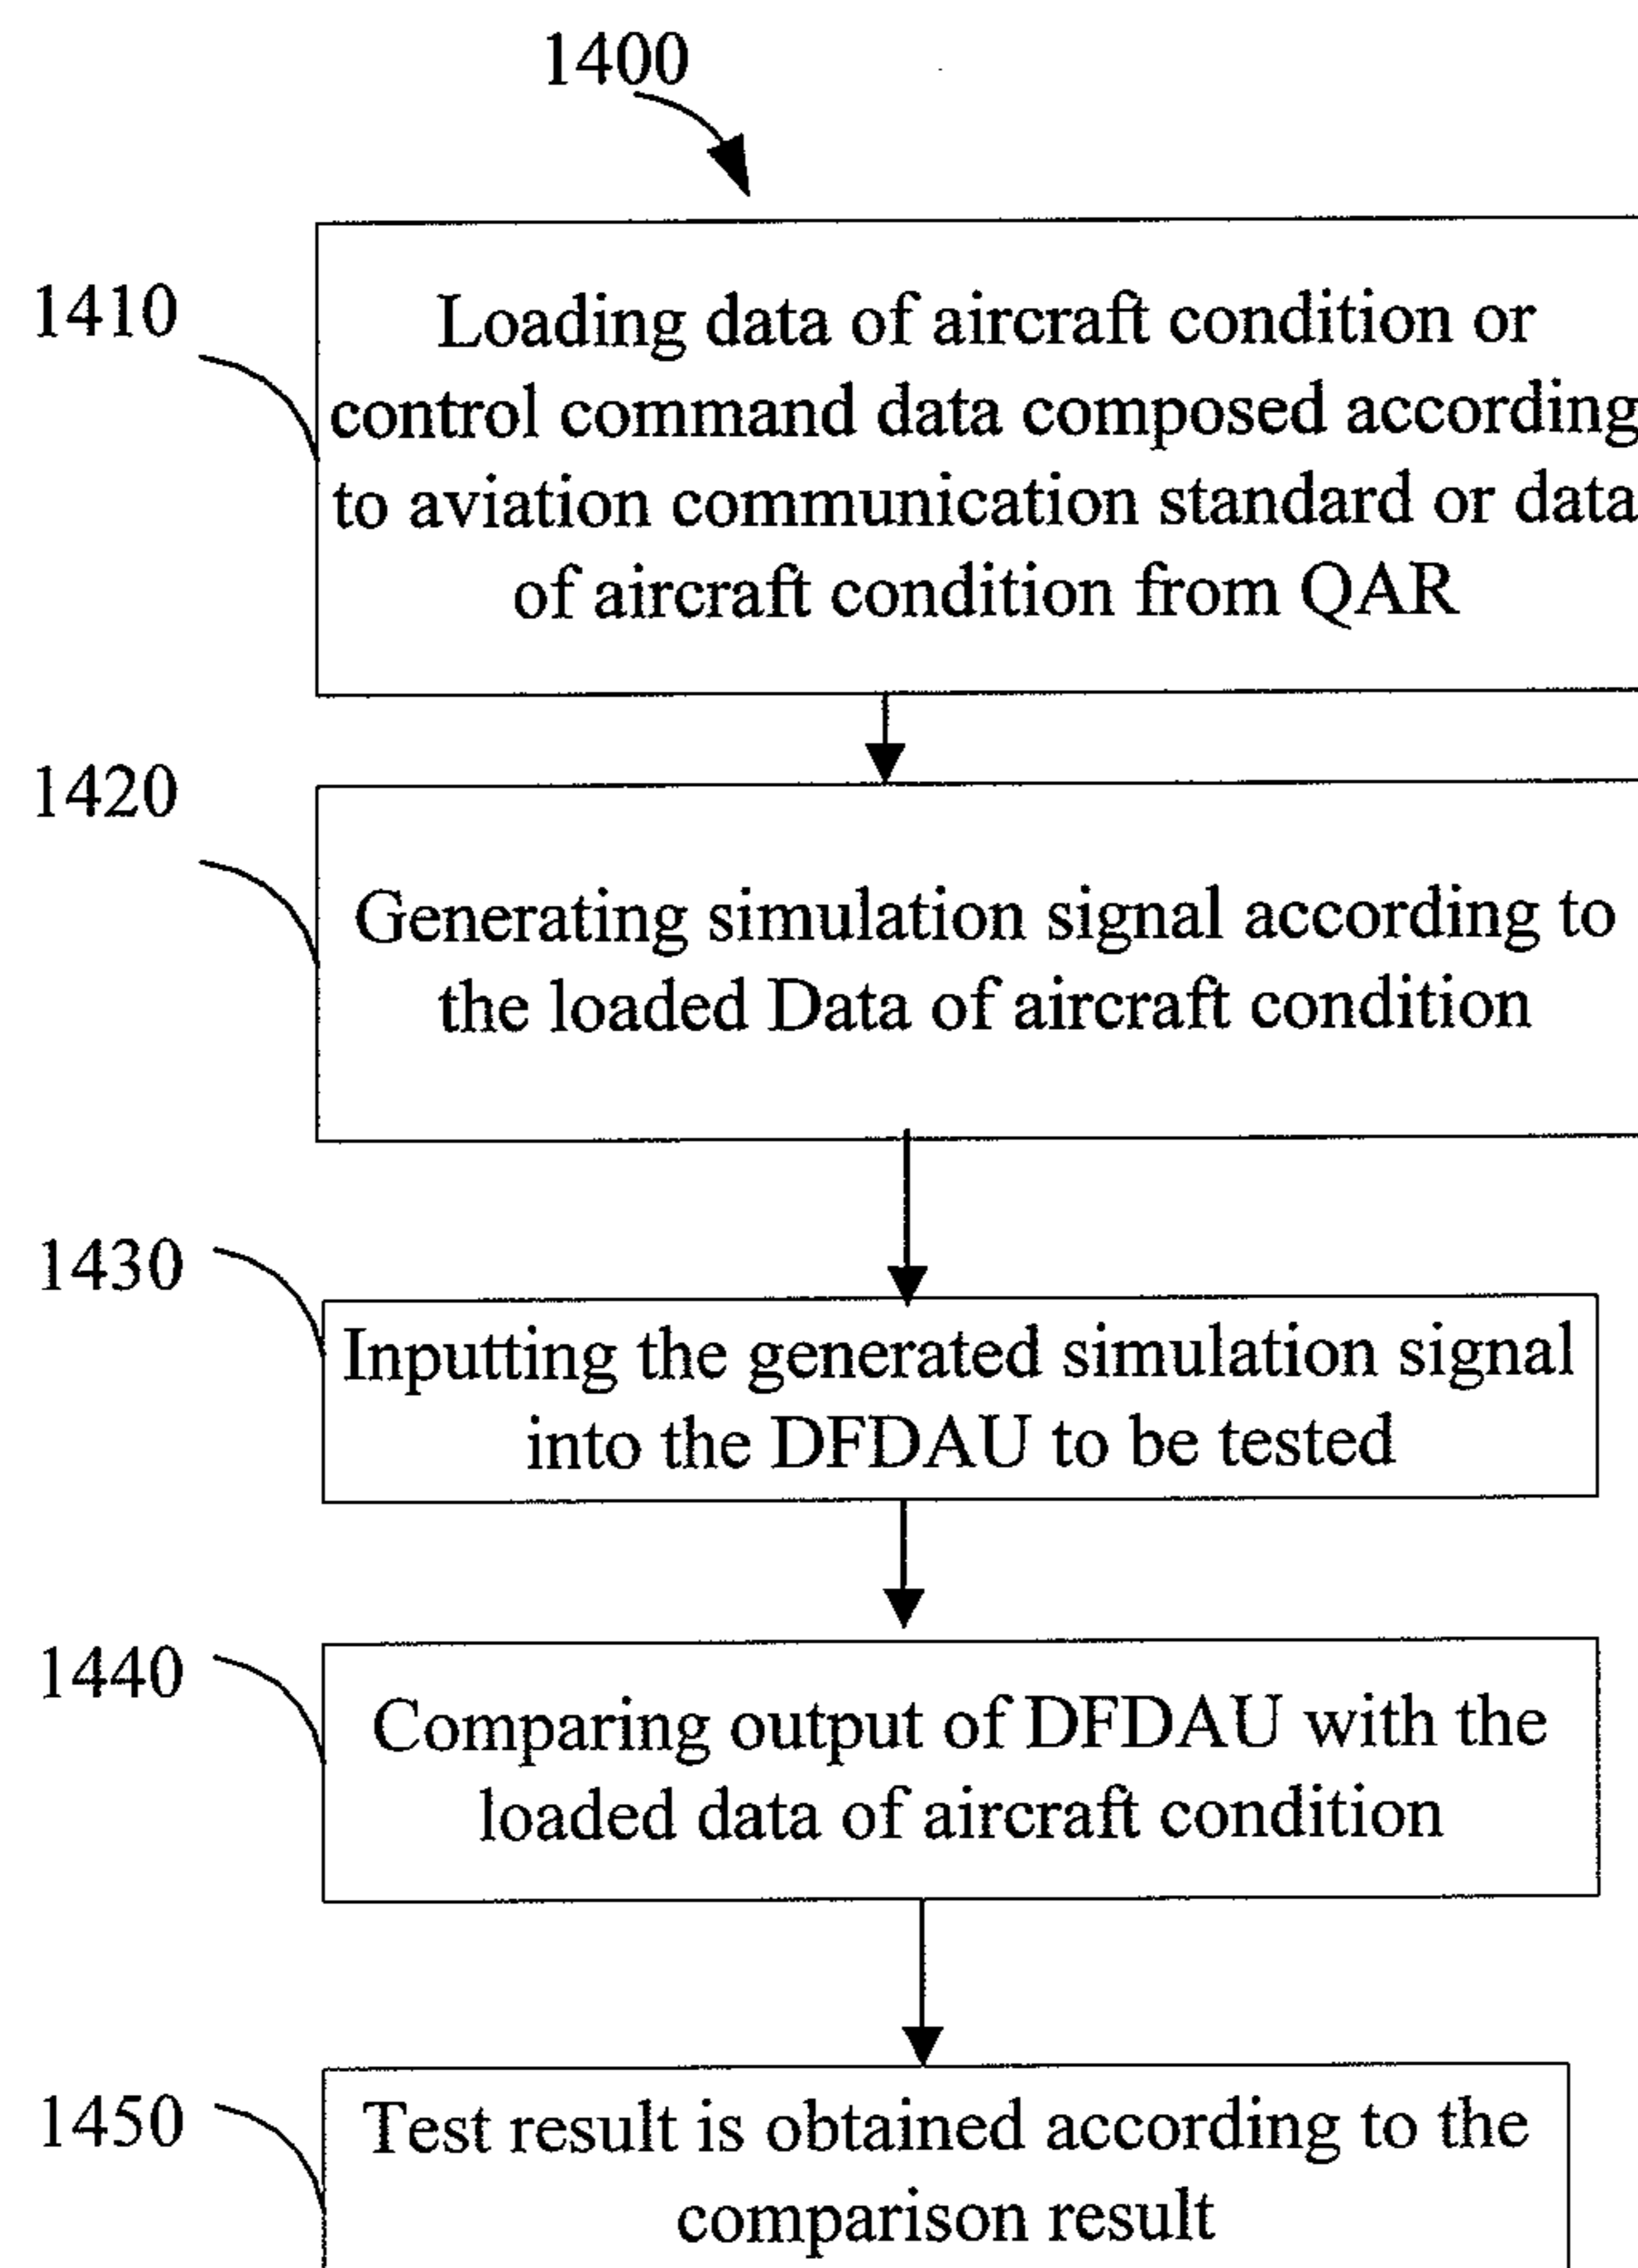 1400
1410
Loading data of aircraft condition or
control command data composed according
to aviation communication standard or data
of aircraft condition from QAR
1420
Generating simulation signal according to
the loaded Data of aircraft condition
1430
Inputting the generated simulation signal
into the DFDAU to be tested
1440
Comparing output of DFDAU with the
loaded data of aircraft condition
1450
Test result is obtained according to the
comparison result